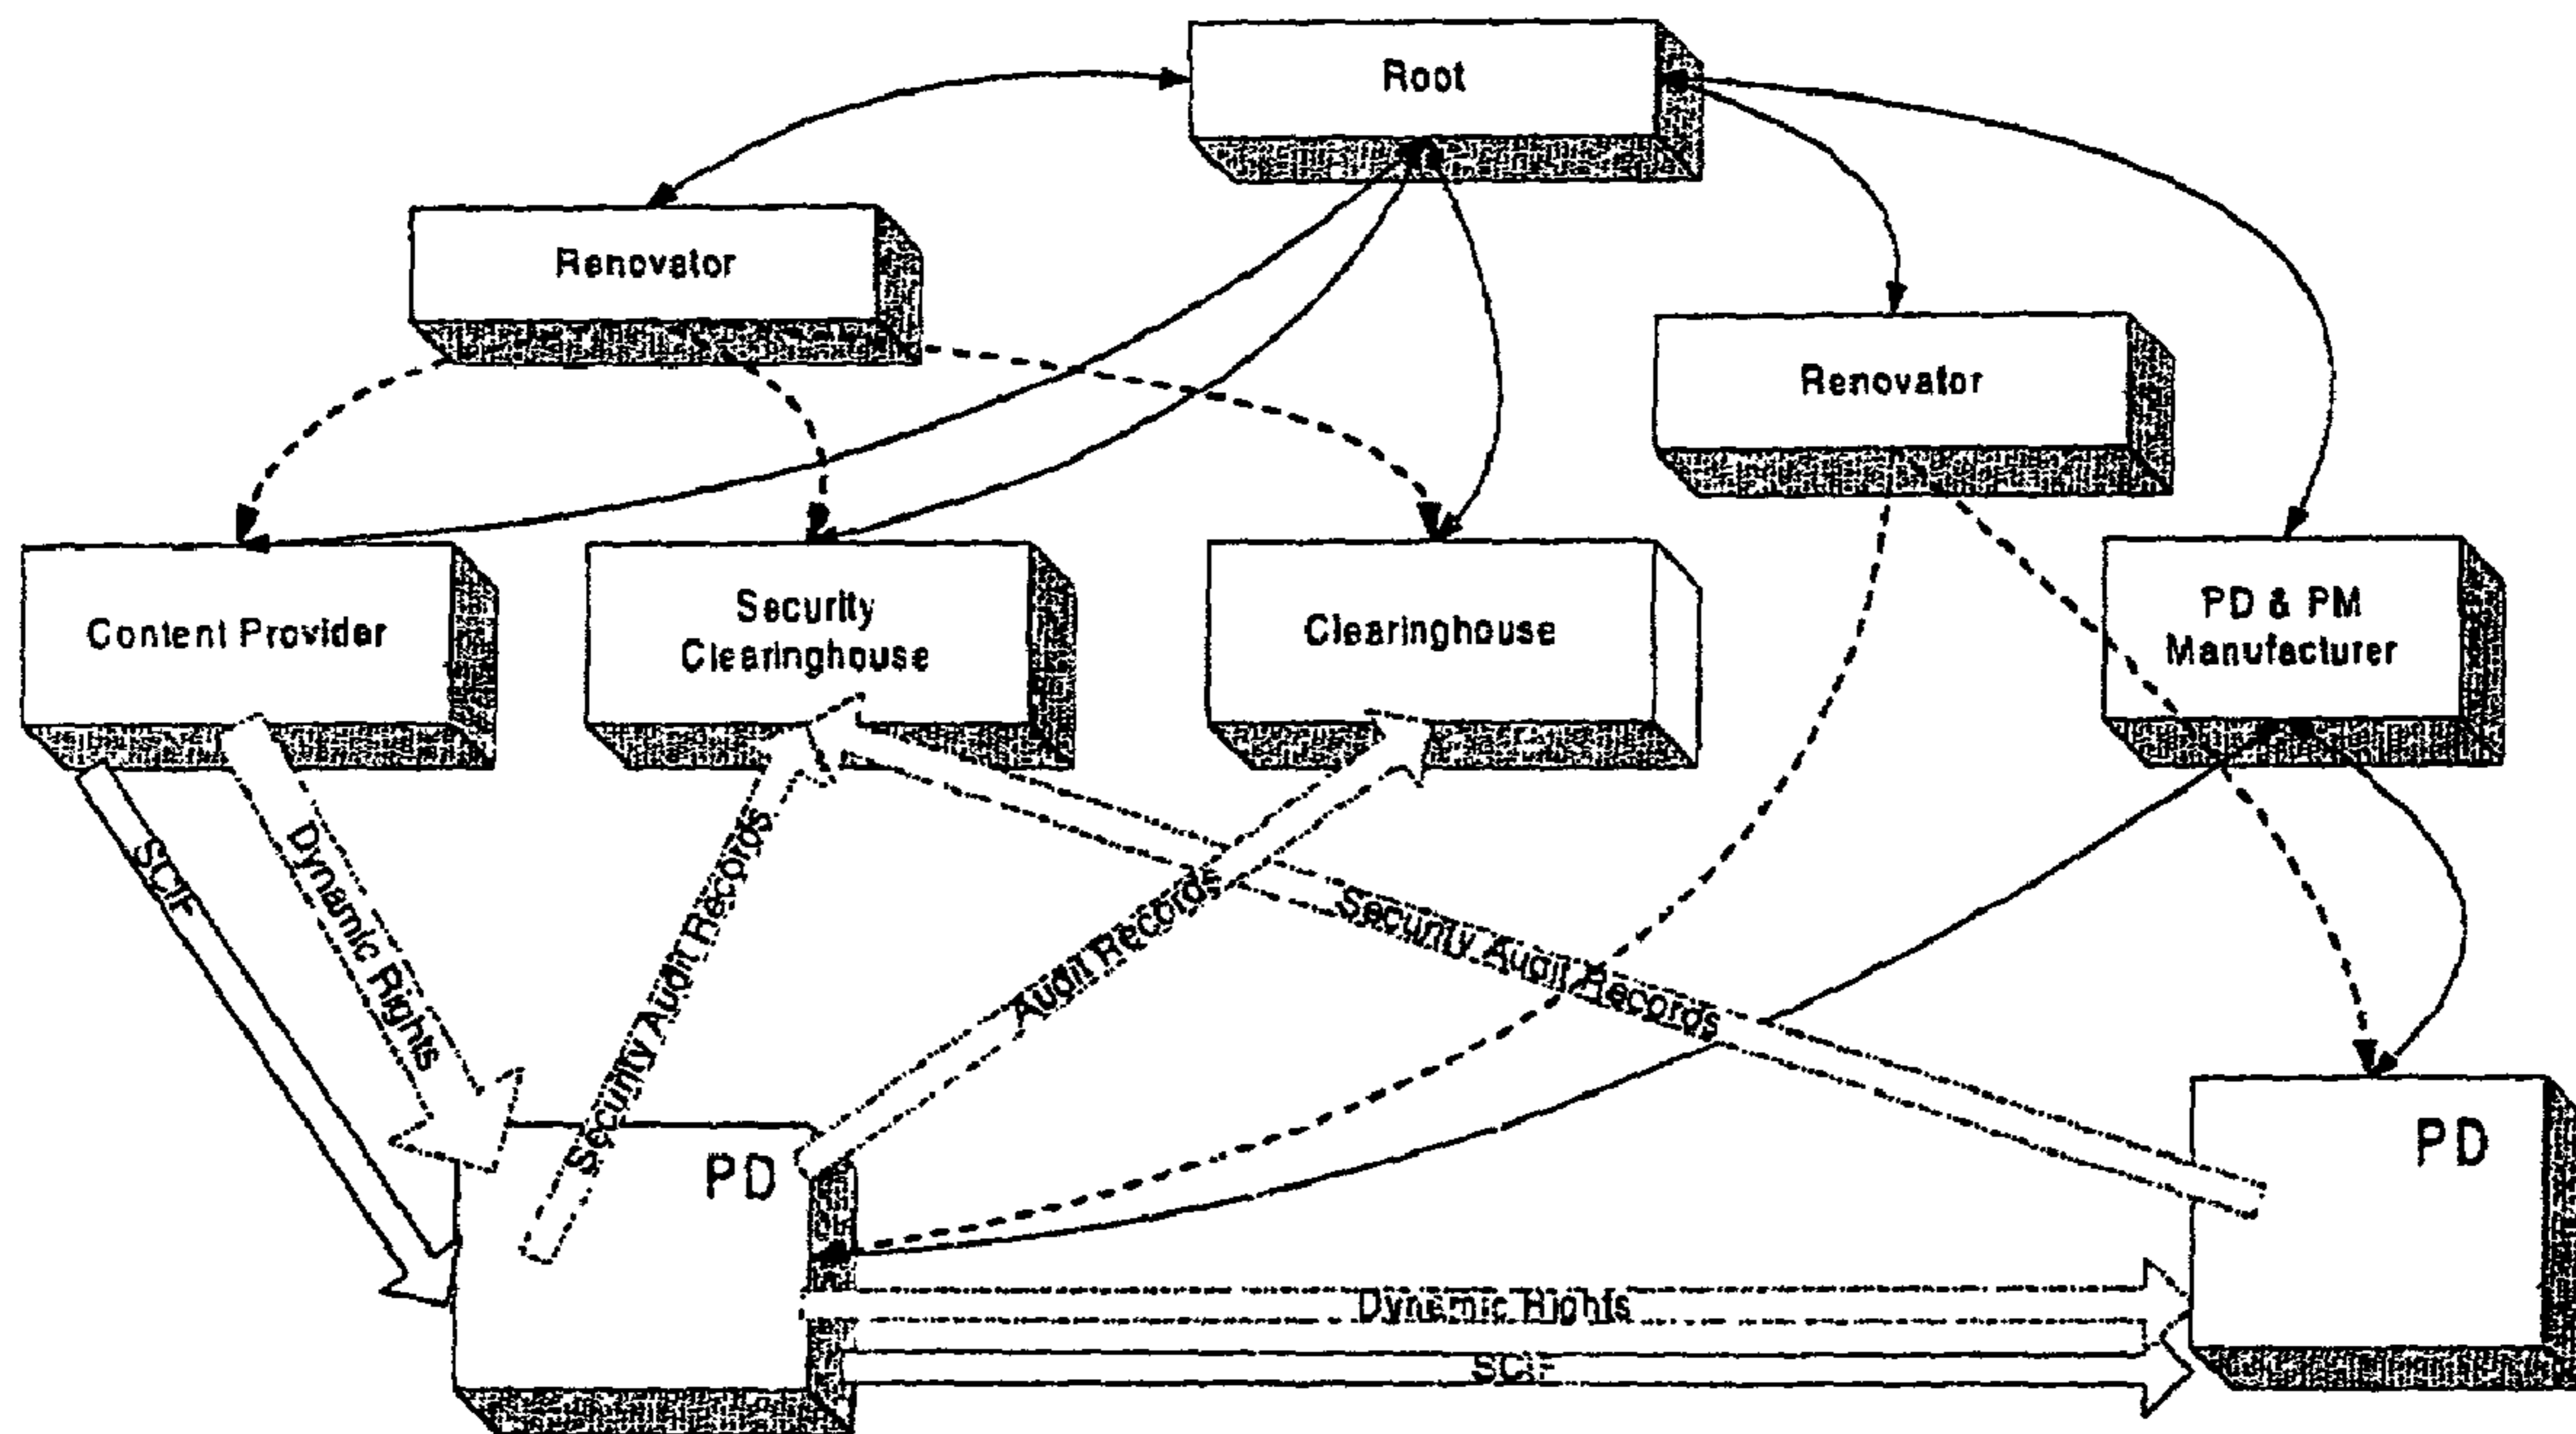 Root
Renovator
Renovator
Content Provider
Security
Clearinghouse
Clearinghouse
PD & PM
Manufacturer
SCIF
Dynamic Rights
Security Audit Records
Audit Records
Security Audit Records
PD
PD
Dynamic Rights
SCIF